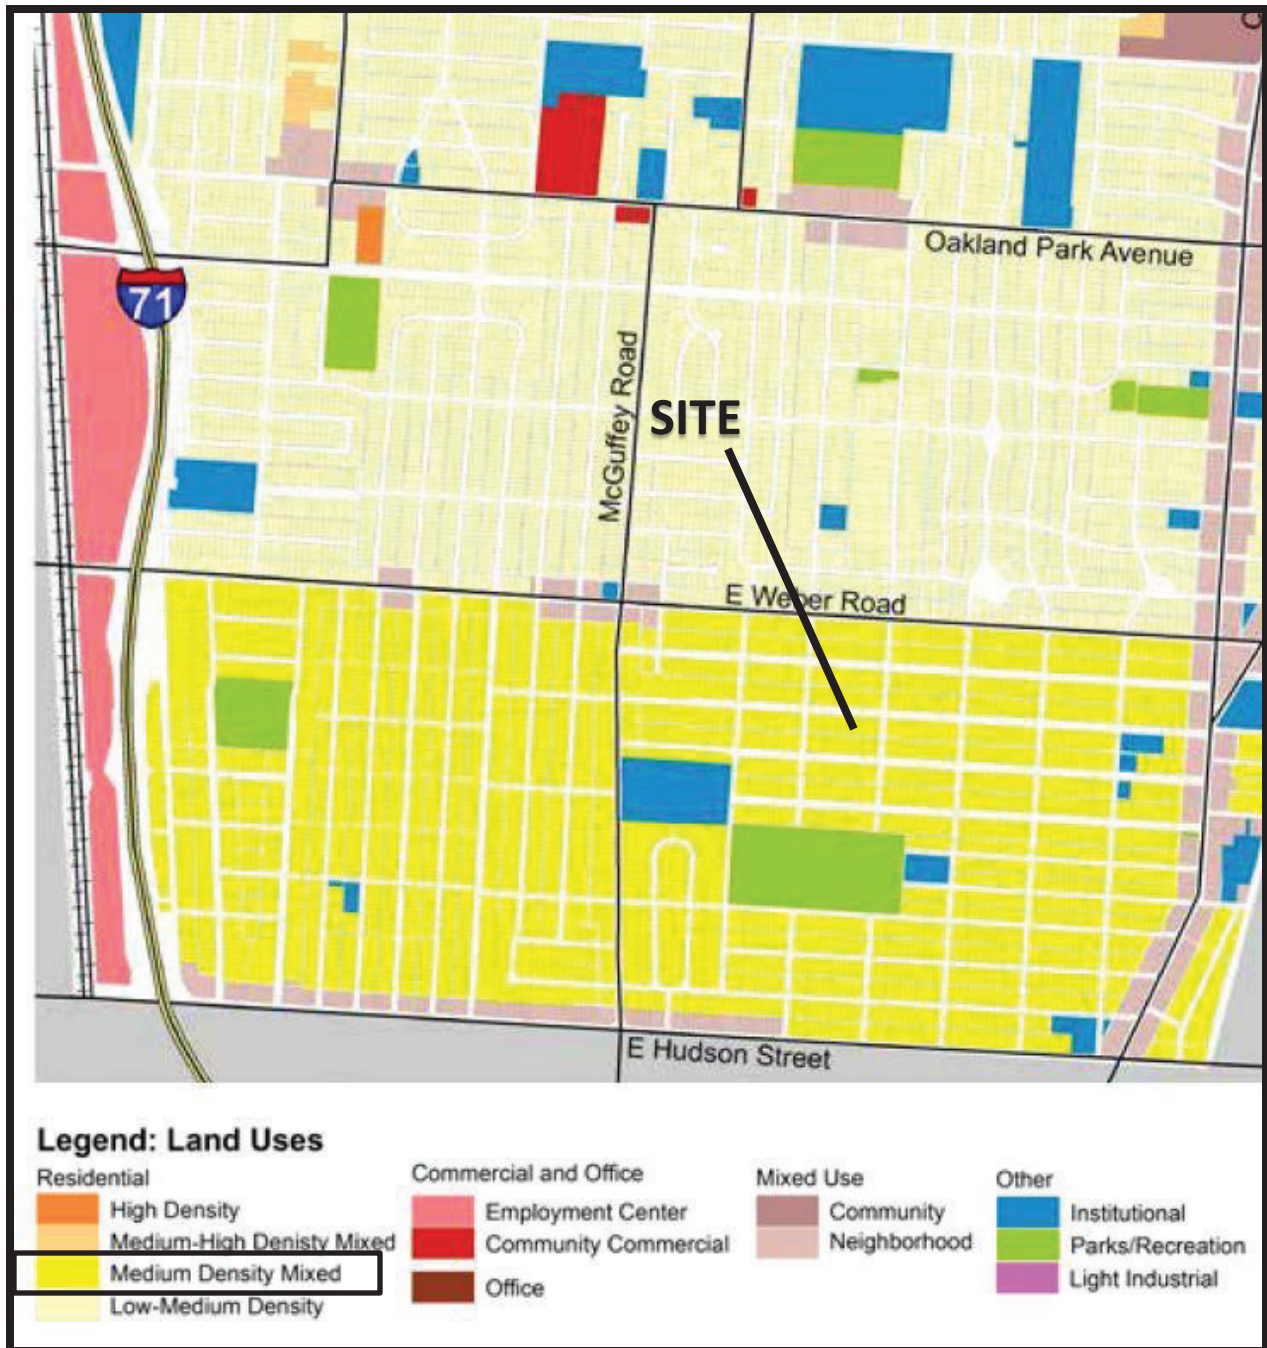 C
Oakland Park Avenue
71
McGuffey Road
SITE
E Weber Road
E Hudson Street
Legend: Land Uses
Residential
High Density
Medium-High Denisty Mixed
Medium Density Mixed
Low-Medium Density
Commercial and Office
Employment Center
Community Commercial
Office
Mixed Use
Community
Neighborhood
Other
Institutional
Parks/Recreation
Light Industrial